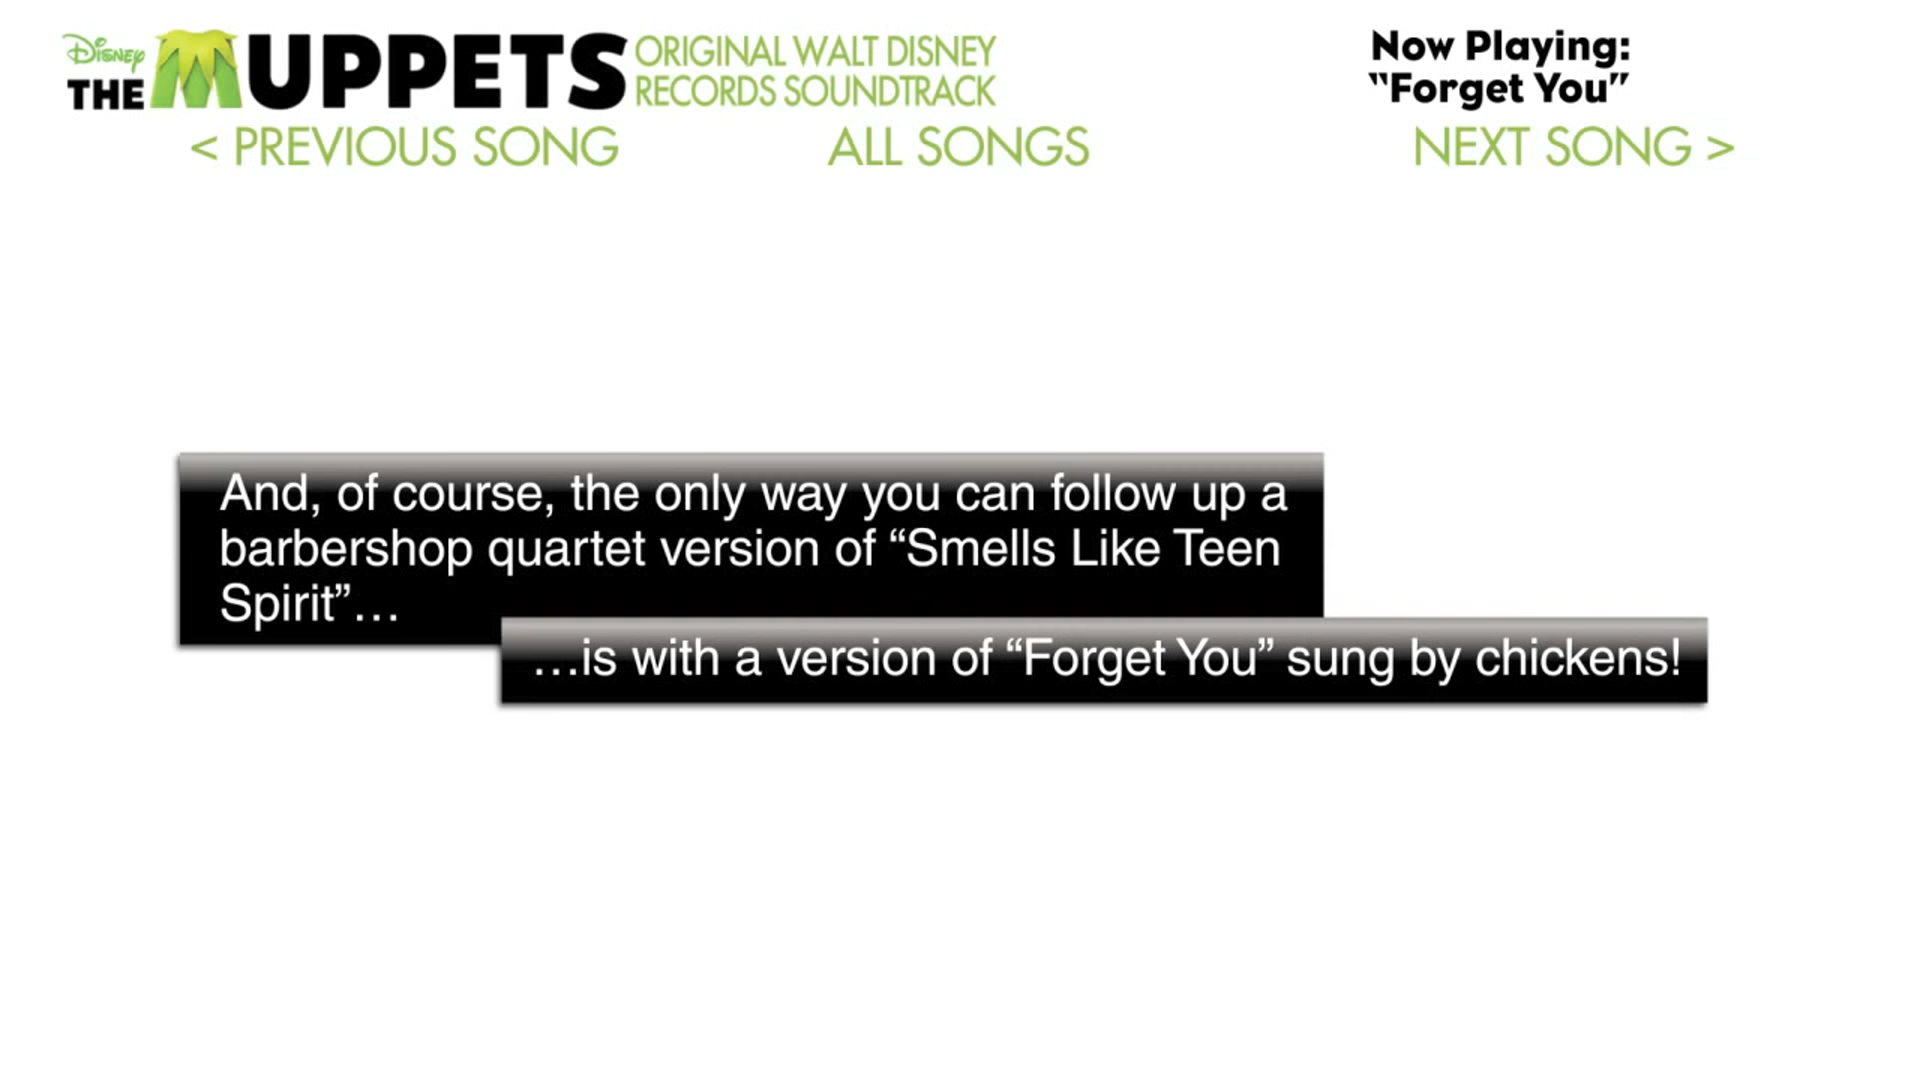 Disney
THE MUPPETS
ORIGINAL WALT DISNEY
RECORDS SOUNDTRACK
Now Playing:
“Forget You”
< PREVIOUS SONG
ALL SONGS
NEXT SONG >
And, of course, the only way you can follow up a
barbershop quartet version of “Smells Like Teen
Spirit”…
…is with a version of “Forget You” sung by chickens!